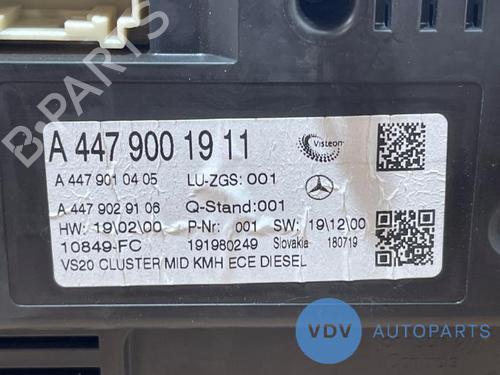 A 447 900 19 11
Visteon
A 447 901 04 05 LU-ZGS: 001
A 447 902 91 06 Q-Stand:001
HW: 19/02/00 P-Nr: 001 SW: 19/12/00
10849-FC 191980249 Slovakia 180719
VS20 CLUSTER MID KMH ECE DIESEL
VDV AUTOPARTS
B-PARTS